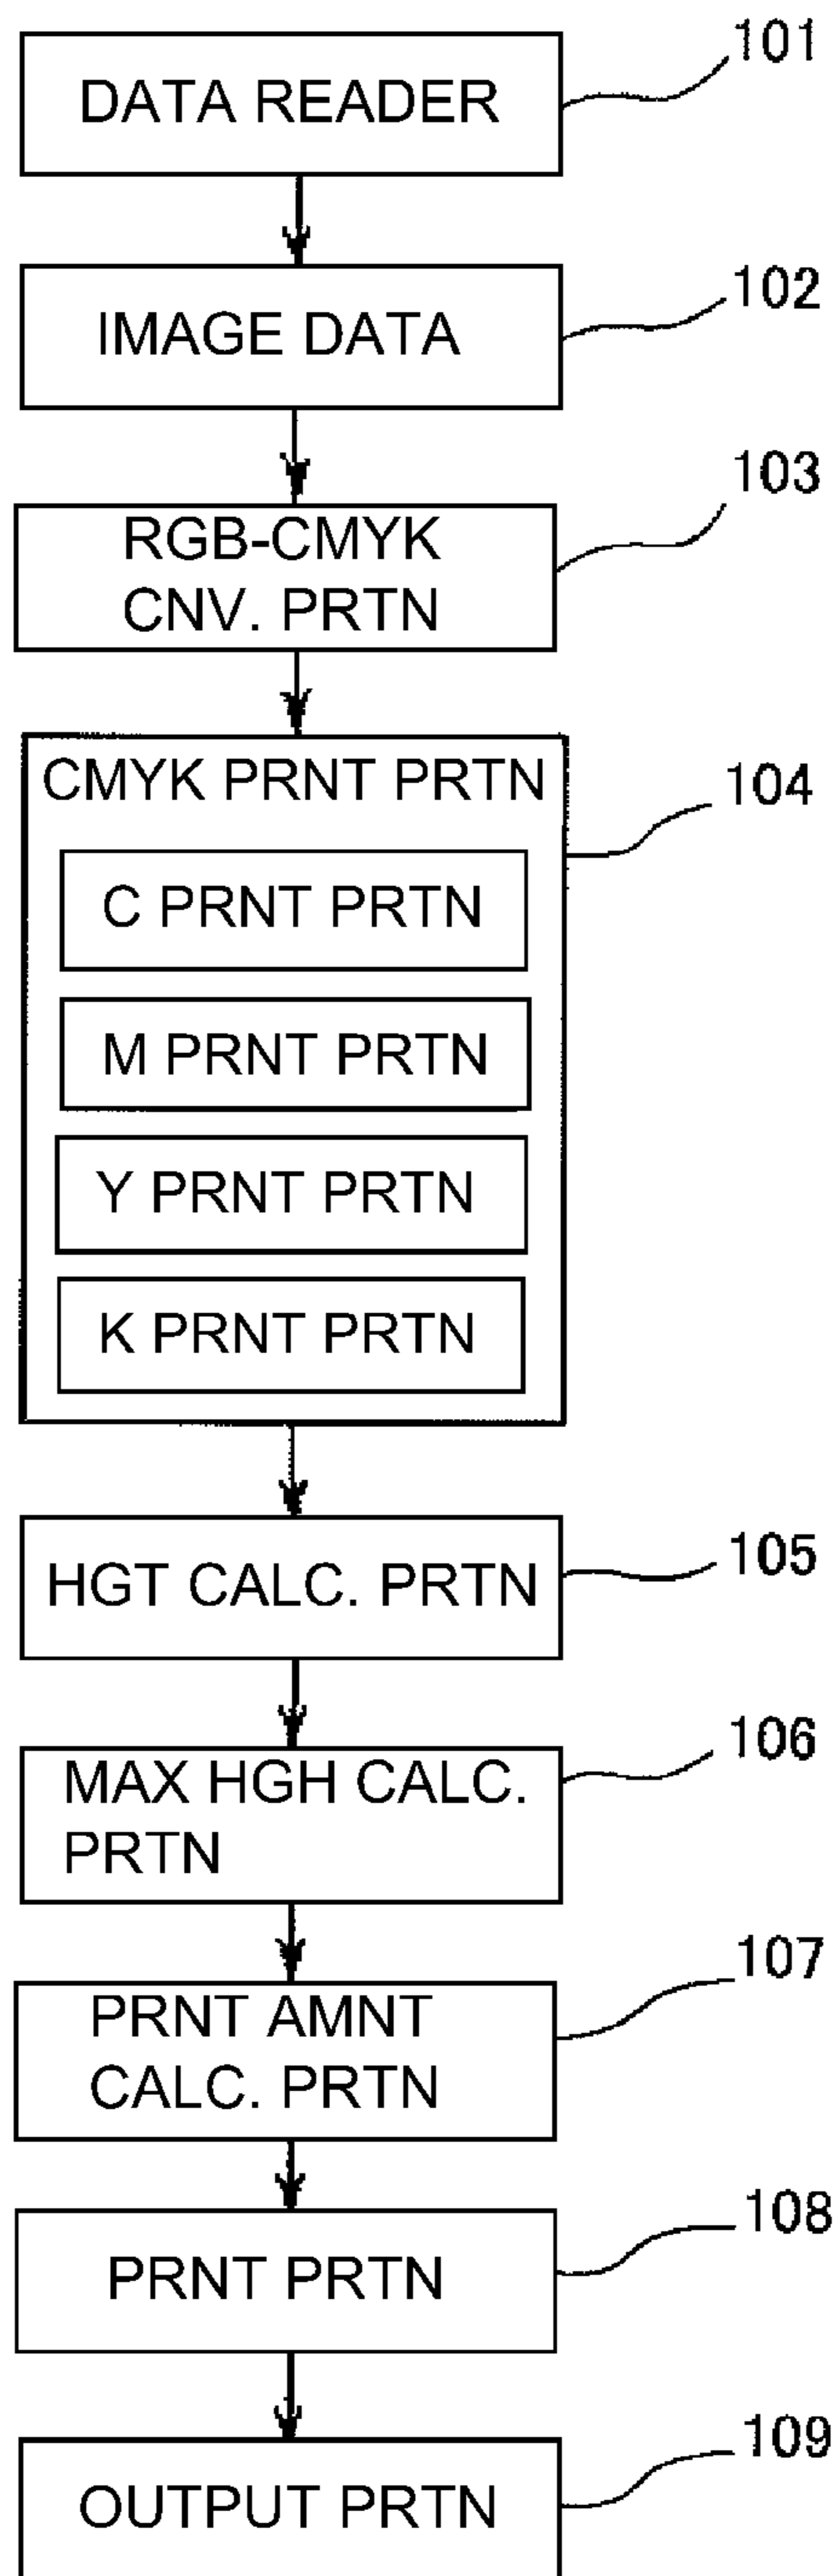 DATA READER
101
IMAGE DATA
102
RGB-CMYK
CNV. PRTN
103
CMYK PRNT PRTN
104
C PRNT PRTN
M PRNT PRTN
Y PRNT PRTN
K PRNT PRTN
HGT CALC. PRTN
105
MAX HGH CALC.
PRTN
106
PRNT AMNT
CALC. PRTN
107
PRNT PRTN
108
OUTPUT PRTN
109